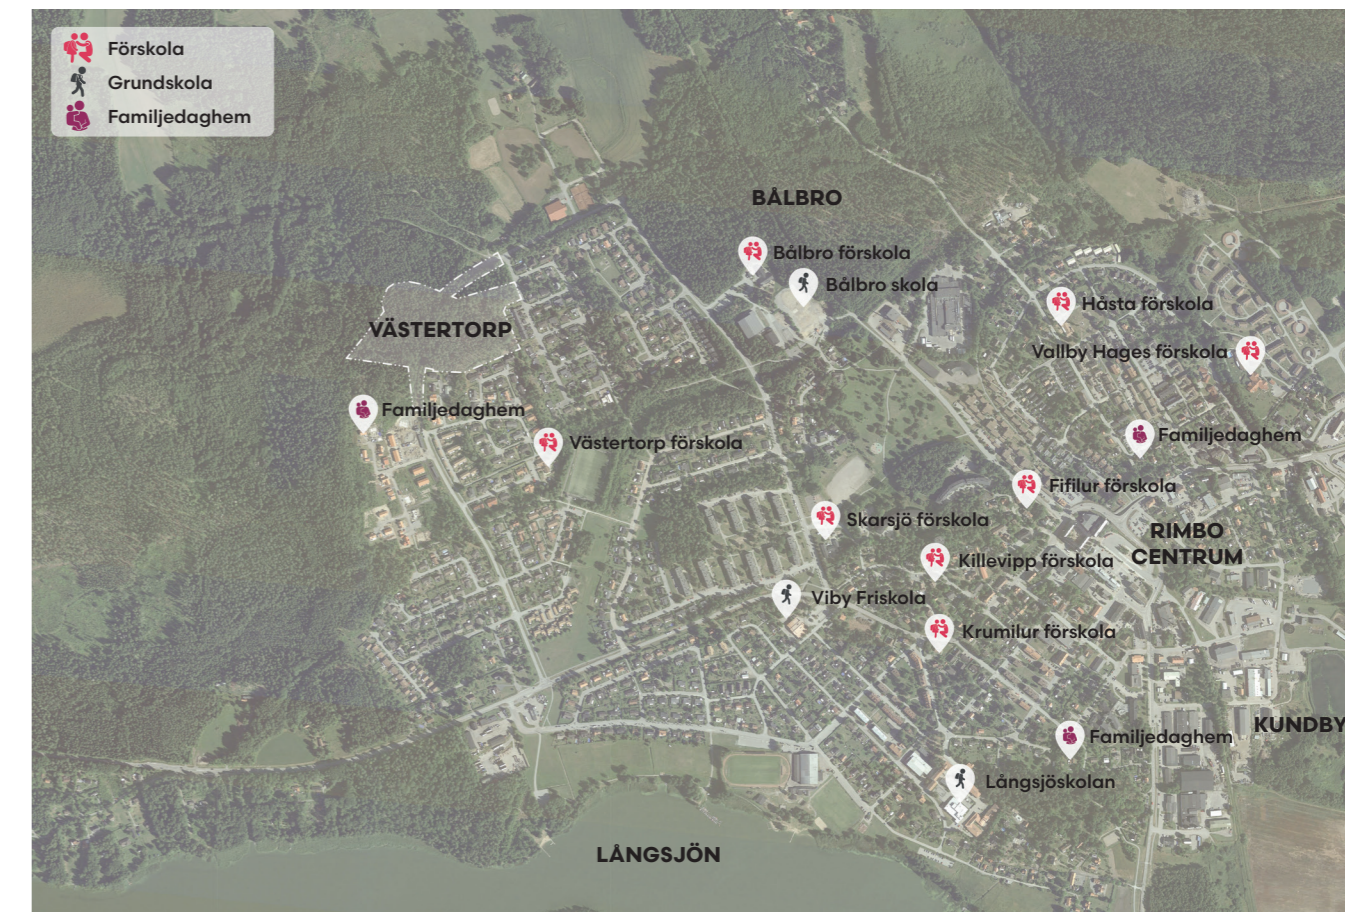 Förskola
Grundskola
Familjedaghem
BÅLBRO
Bålbro förskola
Bålbro skola
Håsta förskola
VÄSTERTORP
Vallby Hages förskola
Familjedaghem
Västertorp förskola
Familjedaghem
Fifilur förskola
Skarsjö förskola
RIMBO
CENTRUM
Killevipp förskola
Viby Friskola
Krumilur förskola
KUNDBY
Familjedaghem
Långsjöskolan
LÅNGSJÖN